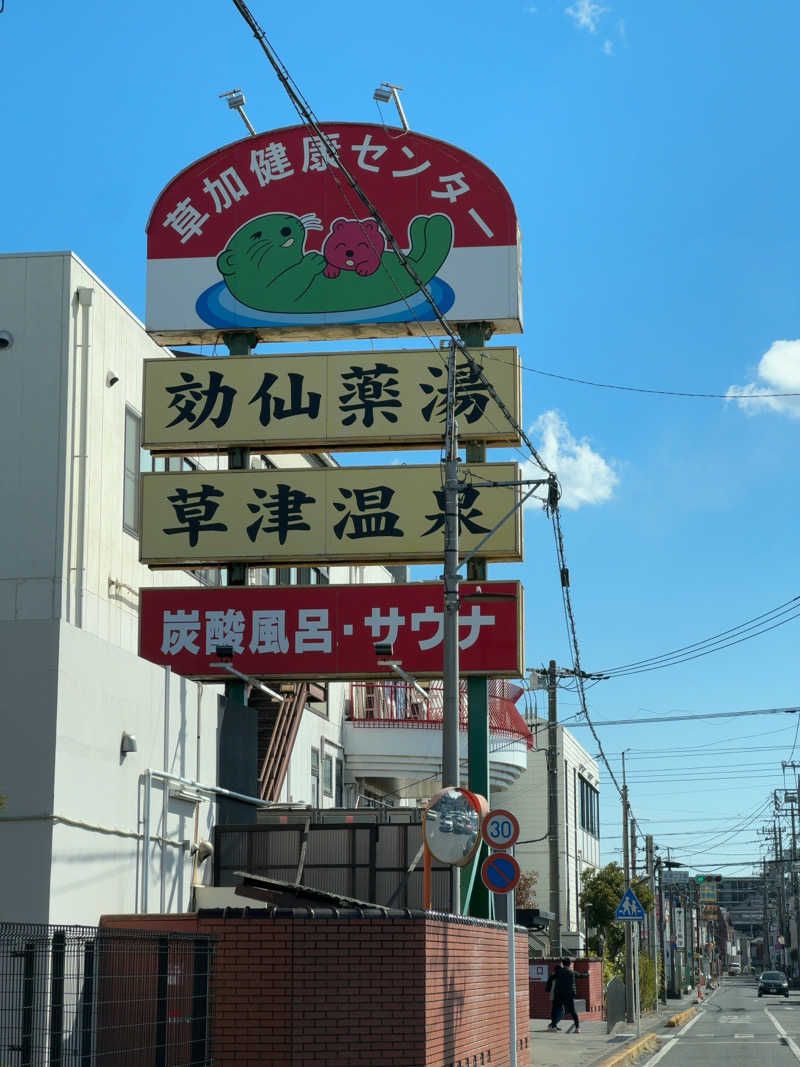 草加健康センター
効仙薬湯
草津温泉
炭酸風呂・サウナ
30